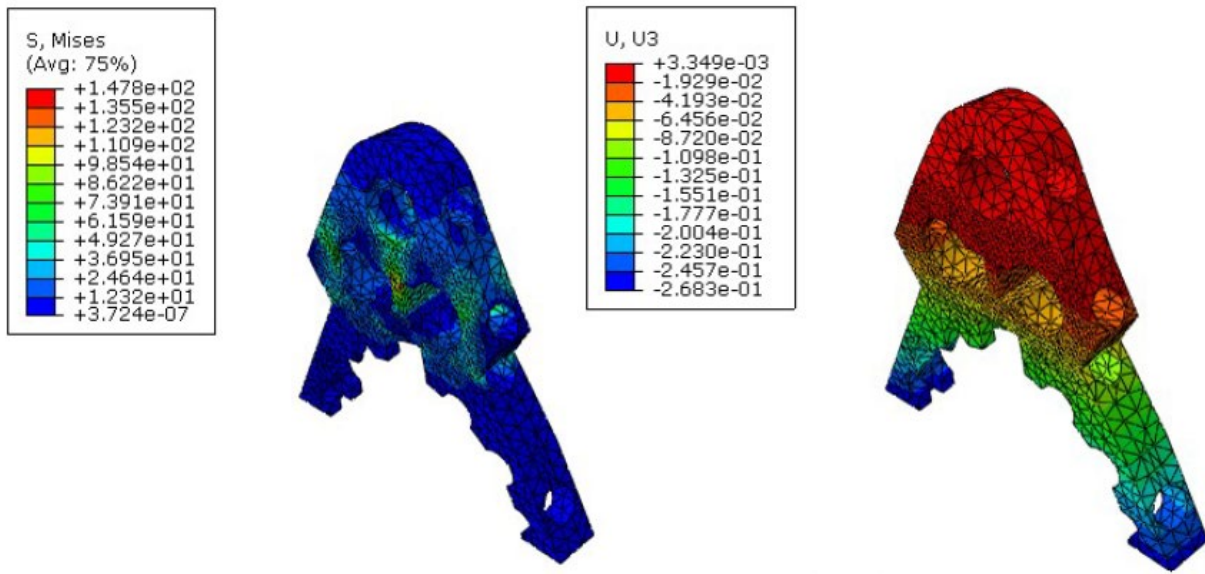 S, Mises
(Avg: 75%)
+1.478e+02
+1.355e+02
+1.232e+02
+1.109e+02
+9.854e+01
+8.622e+01
+7.391e+01
+6.159e+01
+4.927e+01
+3.695e+01
+2.464e+01
+1.232e+01
+3.724e-07
U, U3
+3.349e-03
-1.929e-02
-4.193e-02
-6.456e-02
-8.720e-02
-1.098e-01
-1.325e-01
-1.551e-01
-1.777e-01
-2.004e-01
-2.230e-01
-2.457e-01
-2.683e-01